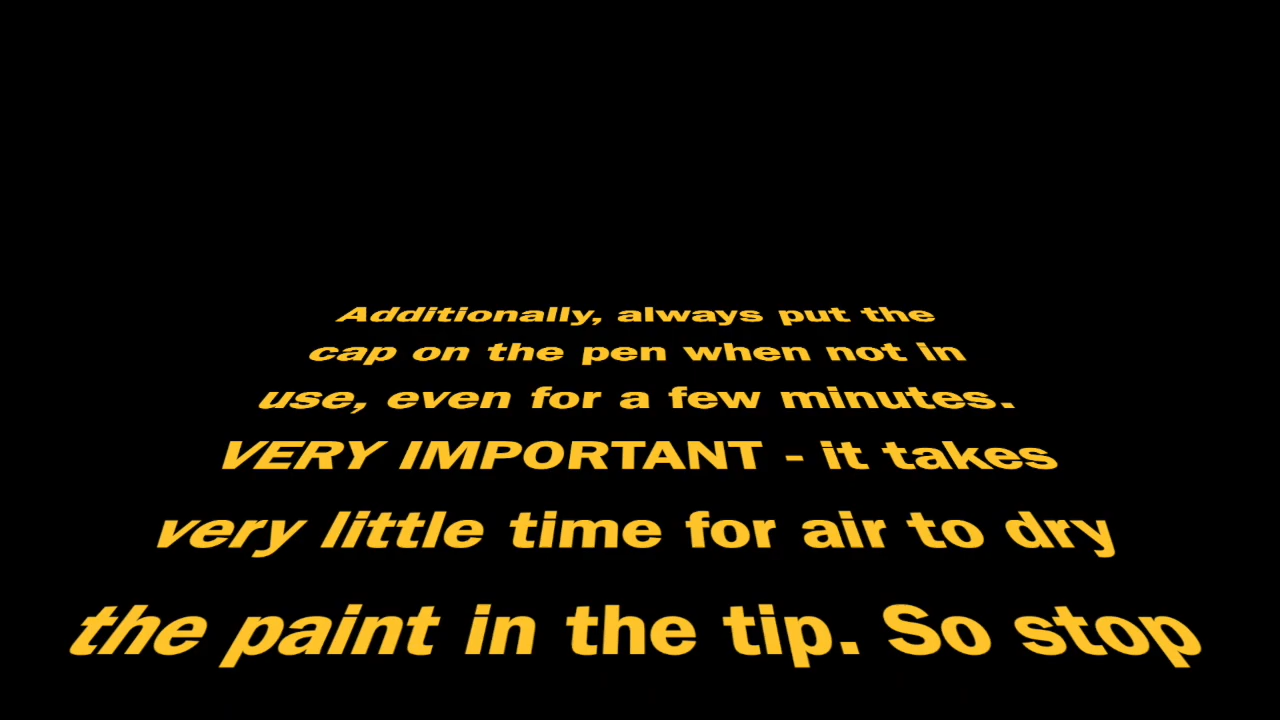 Additionally, always put the
cap on the pen when not in
use, even for a few minutes.
VERY IMPORTANT - it takes
very little time for air to dry
the paint in the tip. So stop